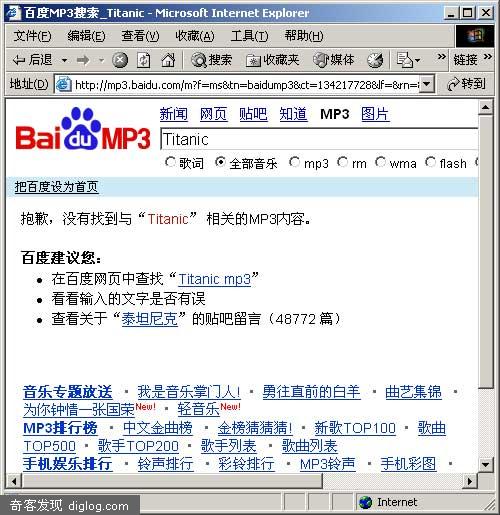 百度MP3搜索_Titanic - Microsoft Internet Explorer
文件(F) 编辑(E) 查看(V) 收藏(A) 工具(T) 帮助(H)
后退 搜索 收藏夹 媒体 链接
地址(D) http://mp3.baidu.com/m?f=ms&tn=baidump3&ct=134217728&lf=&rn= 转到
新闻 网页 贴吧 知道 MP3 图片
Bai du MP3
Titanic
歌词 全部音乐 mp3 rm wma flash
把百度设为首页
抱歉，没有找到与“Titanic” 相关的MP3内容。
百度建议您：
• 在百度网页中查找“Titanic mp3”
• 看看输入的文字是否有误
• 查看关于“泰坦尼克”的贴吧留言（48772 篇）
音乐专题放送 · 我是音乐掌门人! · 勇往直前的白羊 · 曲艺集锦 ·
为你钟情—张国荣New! · 轻音乐New!
MP3排行榜 · 中文金曲榜 · 金榜猜猜猜! · 新歌TOP100 · 歌曲
TOP500 · 歌手TOP200 · 歌手列表 · 歌曲列表
手机娱乐排行 · 铃声排行 · 彩铃排行 · MP3铃声 · 手机彩图 ·
Internet
奇客发现 diglog.com